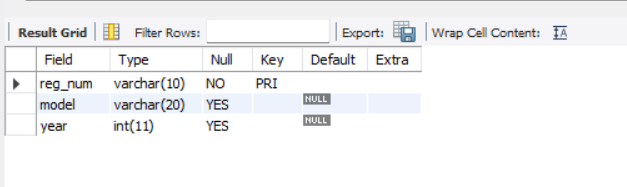 Result Grid Filter Rows: Export: Wrap Cell Content: IA
Field Type Null Key Default Extra
reg_num varchar(10) NO PRI
model varchar(20) YES NULL
year int(11) YES NULL